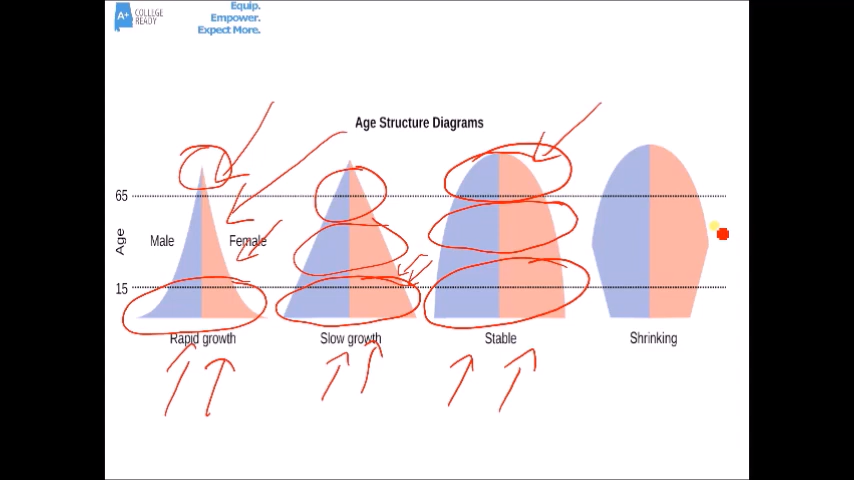 A+ COLLEGE
READY
Equip.
Empower.
Expect More.
Age Structure Diagrams
65
Age
Male
Female
15
Rapid growth
Slow growth
Stable
Shrinking